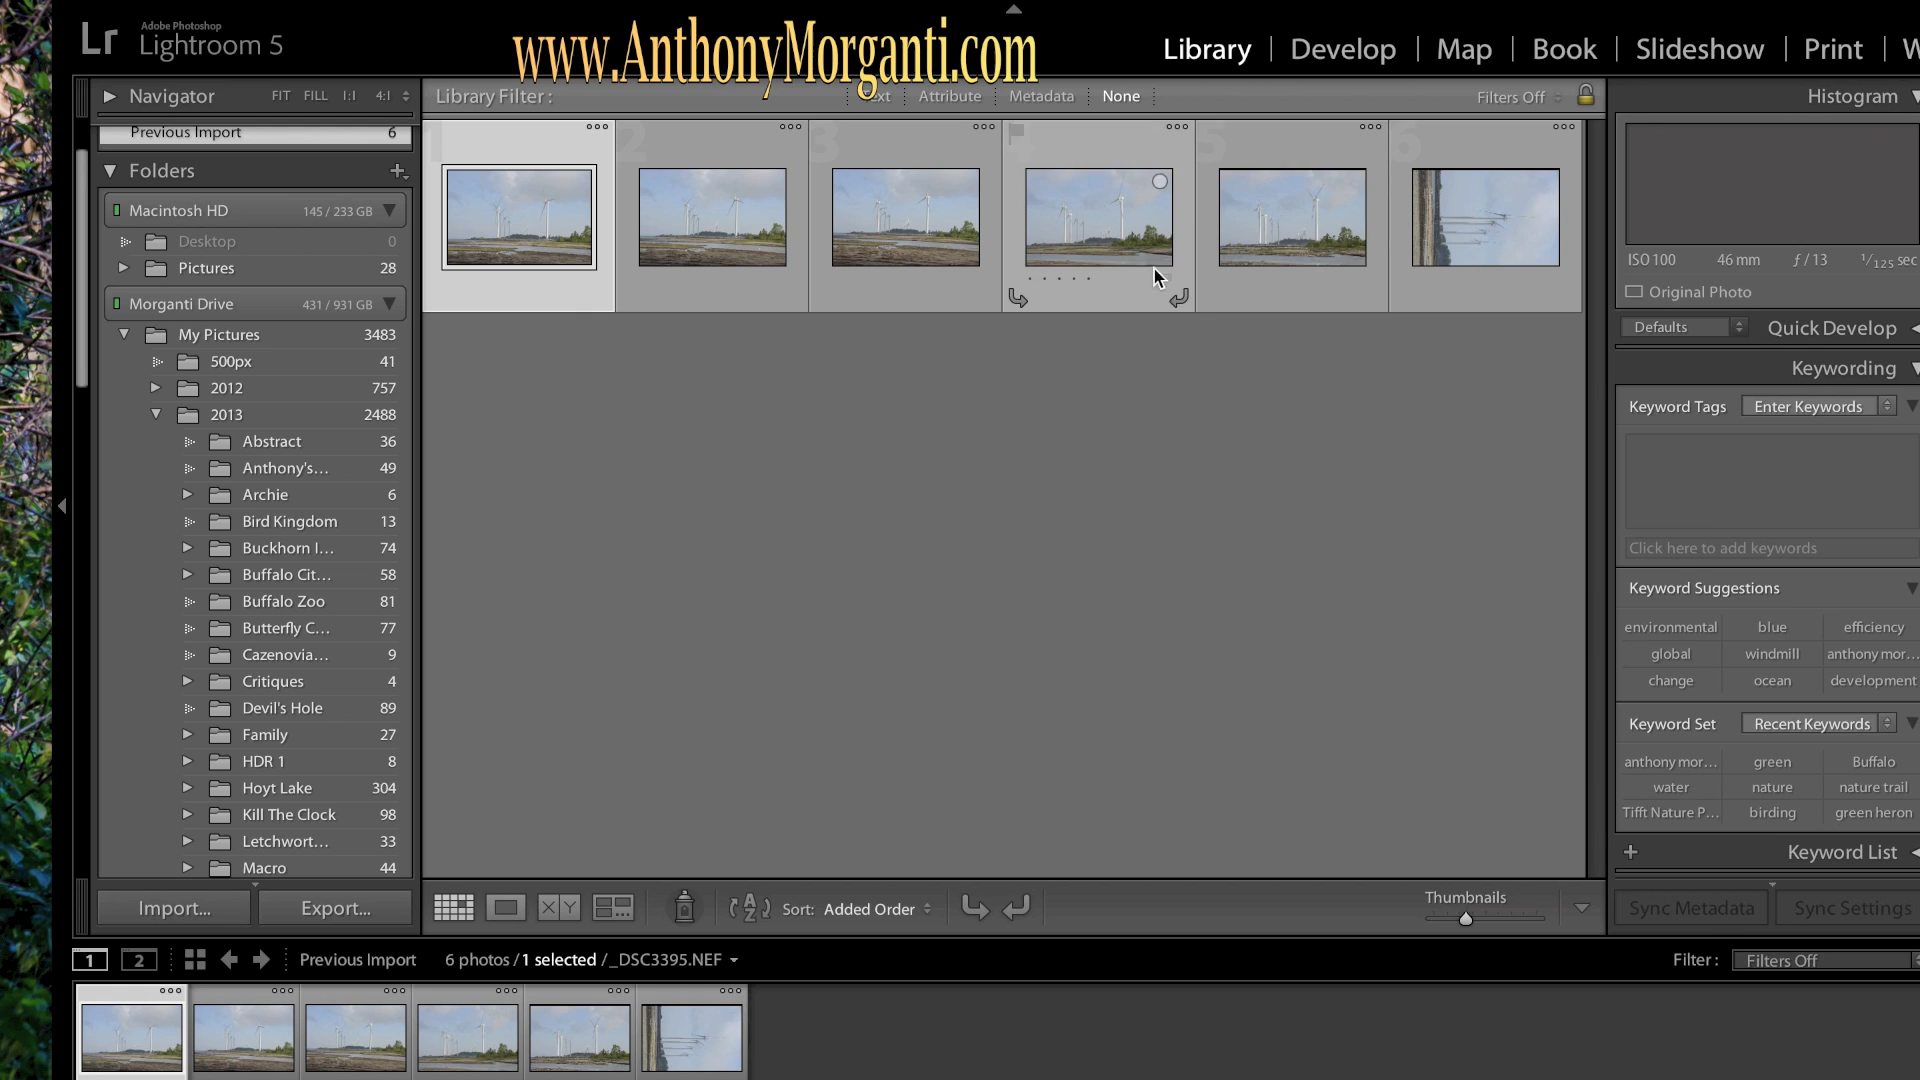 Adobe Photoshop
Lr Lightroom 5
www.AnthonyMorganti.com
Library | Develop | Map | Book | Slideshow | Print |
Navigator FIT FILL 1:1 4:1
Library Filter : Attribute Metadata None Filters Off
Histogram
Previous Import 6
Folders
Macintosh HD 145 / 233 GB
Desktop 0
Pictures 28
Morganti Drive 431 / 931 GB
My Pictures 3483
500px 41
2012 757
2013 2488
Abstract 36
Anthony's... 49
Archie 6
Bird Kingdom 13
Buckhorn I... 74
Buffalo Cit... 58
Buffalo Zoo 81
Butterfly C... 77
Cazenovia... 9
Critiques 4
Devil's Hole 89
Family 27
HDR 1 8
Hoyt Lake 304
Kill The Clock 98
Letchwort... 33
Macro 44
Import... Export...
1 2 3 4 5 6
ISO 100 46 mm ƒ / 13 1/125 sec
Original Photo
Defaults Quick Develop
Keywording
Keyword Tags Enter Keywords
Click here to add keywords
Keyword Suggestions
environmental blue efficiency
global windmill anthony mor...
change ocean development
Keyword Set Recent Keywords
anthony mor... green Buffalo
water nature nature trail
Tifft Nature P... birding green heron
+ Keyword List
Sync Metadata Sync Settings
XY Sort: Added Order Thumbnails
1 2 Previous Import 6 photos / 1 selected / _DSC3395.NEF Filter : Filters Off